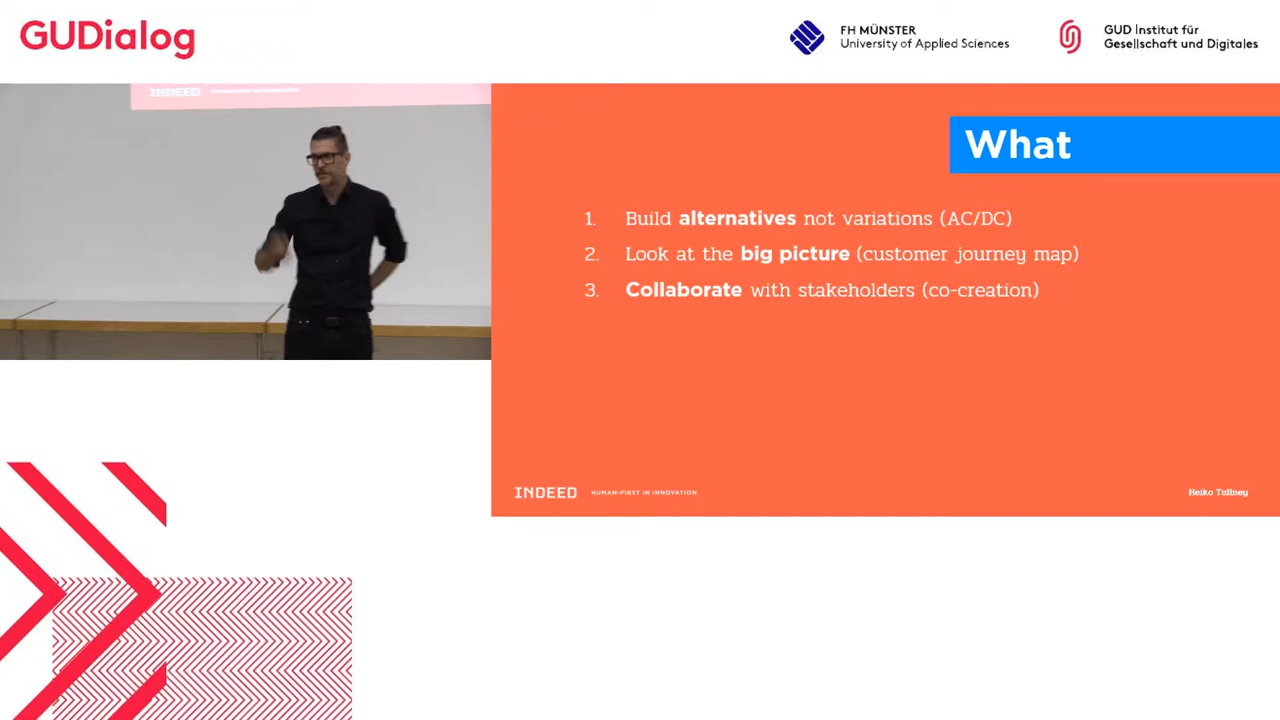 GUDialog
FH MÜNSTER
University of Applied Sciences
GUD Institut für
Gesellschaft und Digitales
INDEED
What
1. Build alternatives not variations (AC/DC)
2. Look at the big picture (customer journey map)
3. Collaborate with stakeholders (co-creation)
INDEED HUMAN-FIRST IN INNOVATION
Heiko Tullney